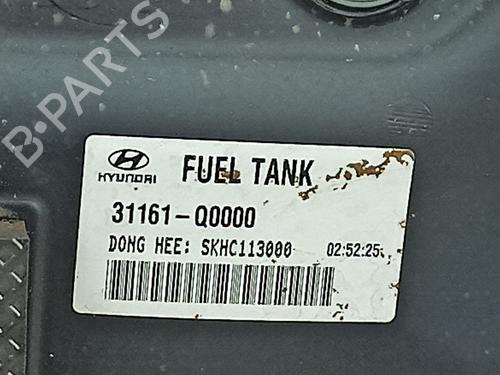 B-PARTS
HYUNDAI FUEL TANK
31161-Q0000
DONG HEE: SKHC113000 02:52:25